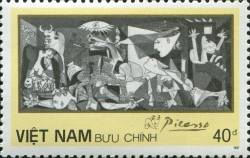 Picasso
VIỆT NAM BƯU CHÍNH 40đ